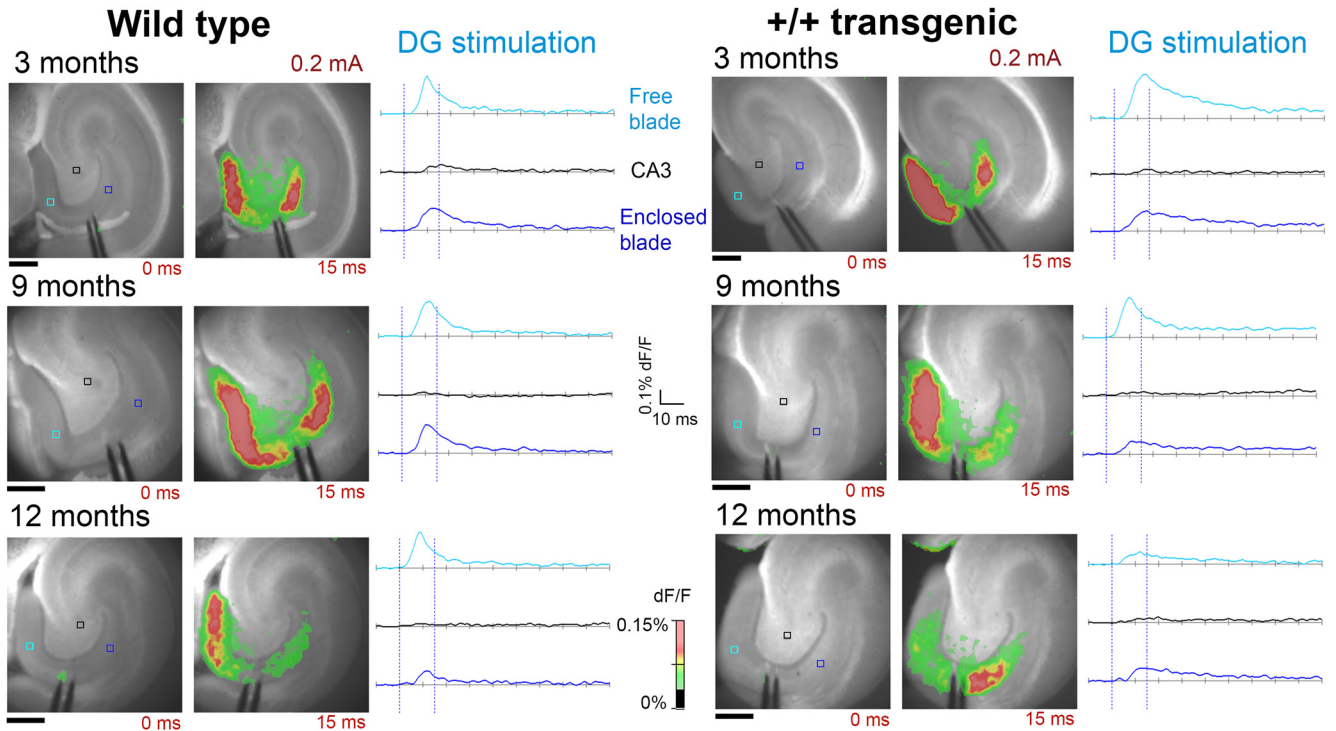 Wild type
+/+ transgenic
3 months
0.2 mA
DG stimulation
Free
blade
CA3
Enclosed
blade
0 ms
15 ms
3 months
0.2 mA
DG stimulation
0 ms
15 ms
9 months
0 ms
15 ms
0.1% dF/F
10 ms
9 months
0 ms
15 ms
12 months
0 ms
15 ms
dF/F
0.15%
0%
12 months
0 ms
15 ms